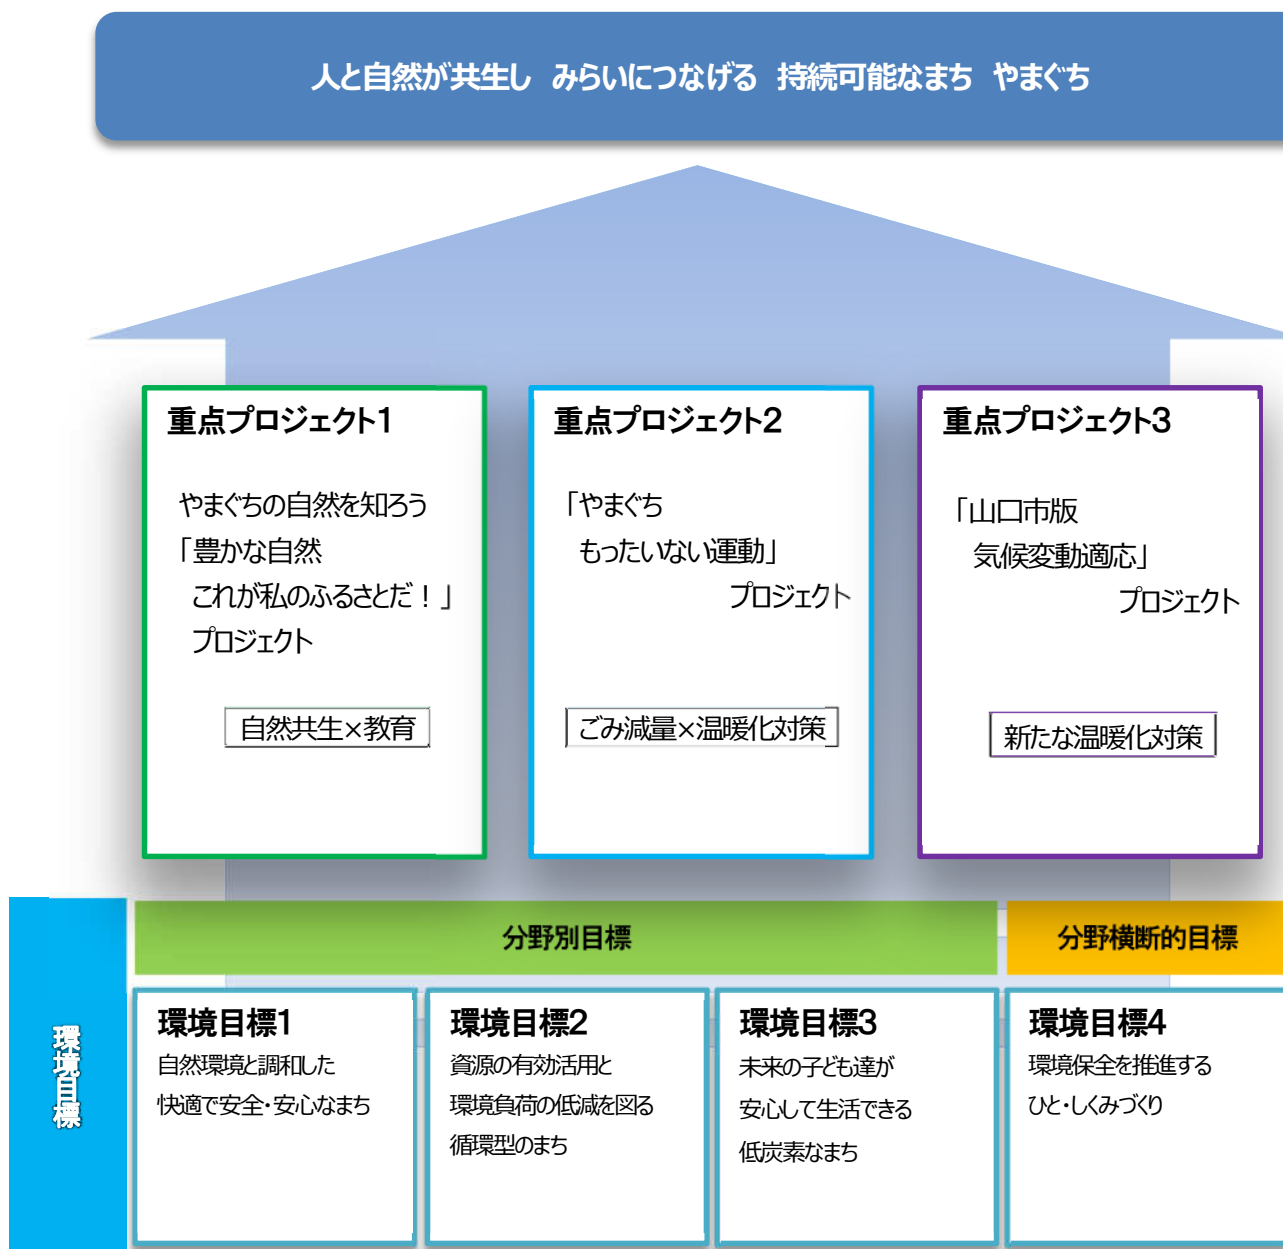 人と自然が共生し みらいにつなげる 持続可能なまち やまぐち
重点プロジェクト1
やまぐちの自然を知ろう
「豊かな自然
これが私のふるさとだ！」
プロジェクト
自然共生×教育
重点プロジェクト2
「やまぐち
もったいない運動」
プロジェクト
ごみ減量×温暖化対策
重点プロジェクト3
「山口市版
気候変動適応」
プロジェクト
新たな温暖化対策
環境目標
分野別目標
分野横断的目標
環境目標1
自然環境と調和した
快適で安全・安心なまち
環境目標2
資源の有効活用と
環境負荷の低減を図る
循環型のまち
環境目標3
未来の子ども達が
安心して生活できる
低炭素なまち
環境目標4
環境保全を推進する
ひと・しくみづくり